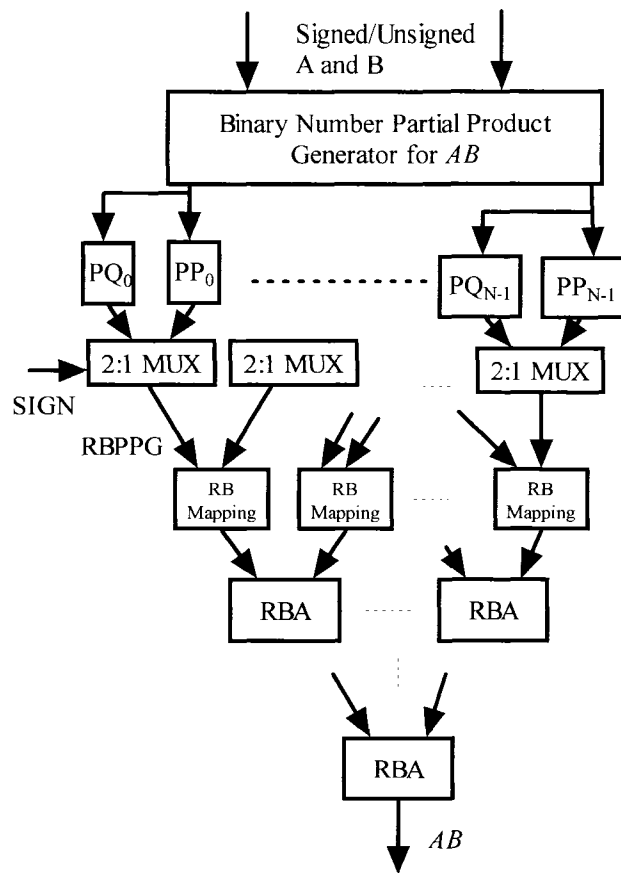 Signed/Unsigned
A and B
Binary Number Partial Product
Generator for AB
PQ0
PP0
PQN-1
PPN-1
2:1 MUX
2:1 MUX
2:1 MUX
SIGN
RBPPG
RB
Mapping
RB
Mapping
RB
Mapping
RBA
RBA
RBA
AB